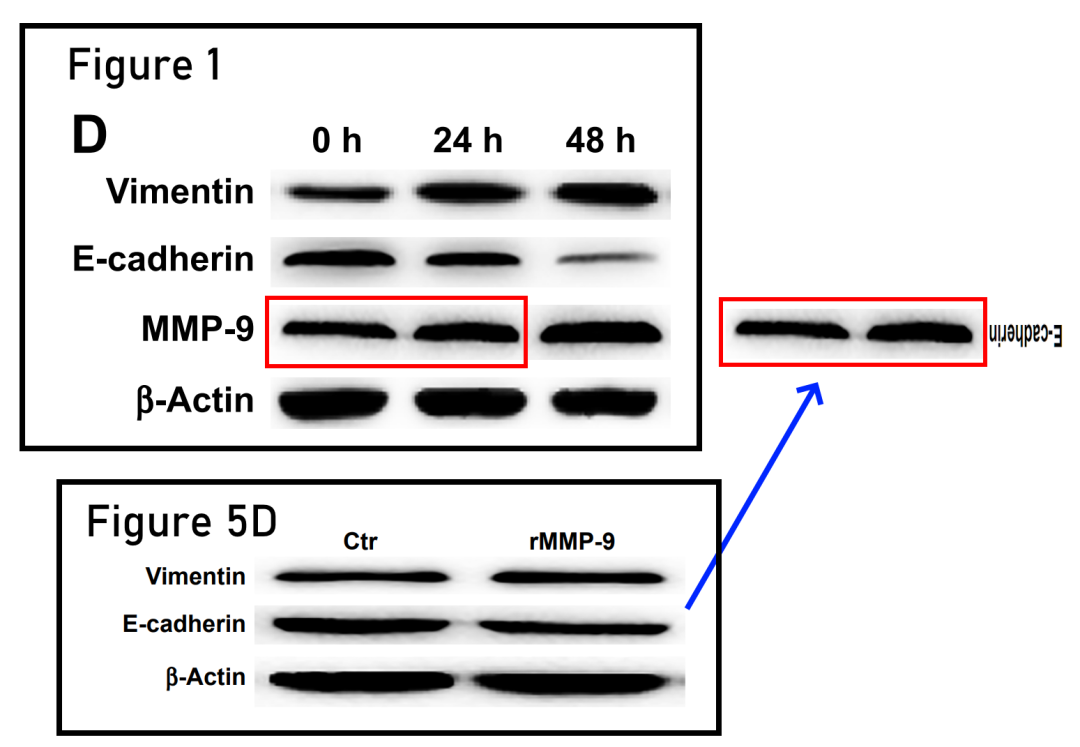 Figure 1
D
0 h 24 h 48 h
Vimentin
E-cadherin
MMP-9
β-Actin
E-cadherin
Figure 5D
Ctr rMMP-9
Vimentin
E-cadherin
β-Actin